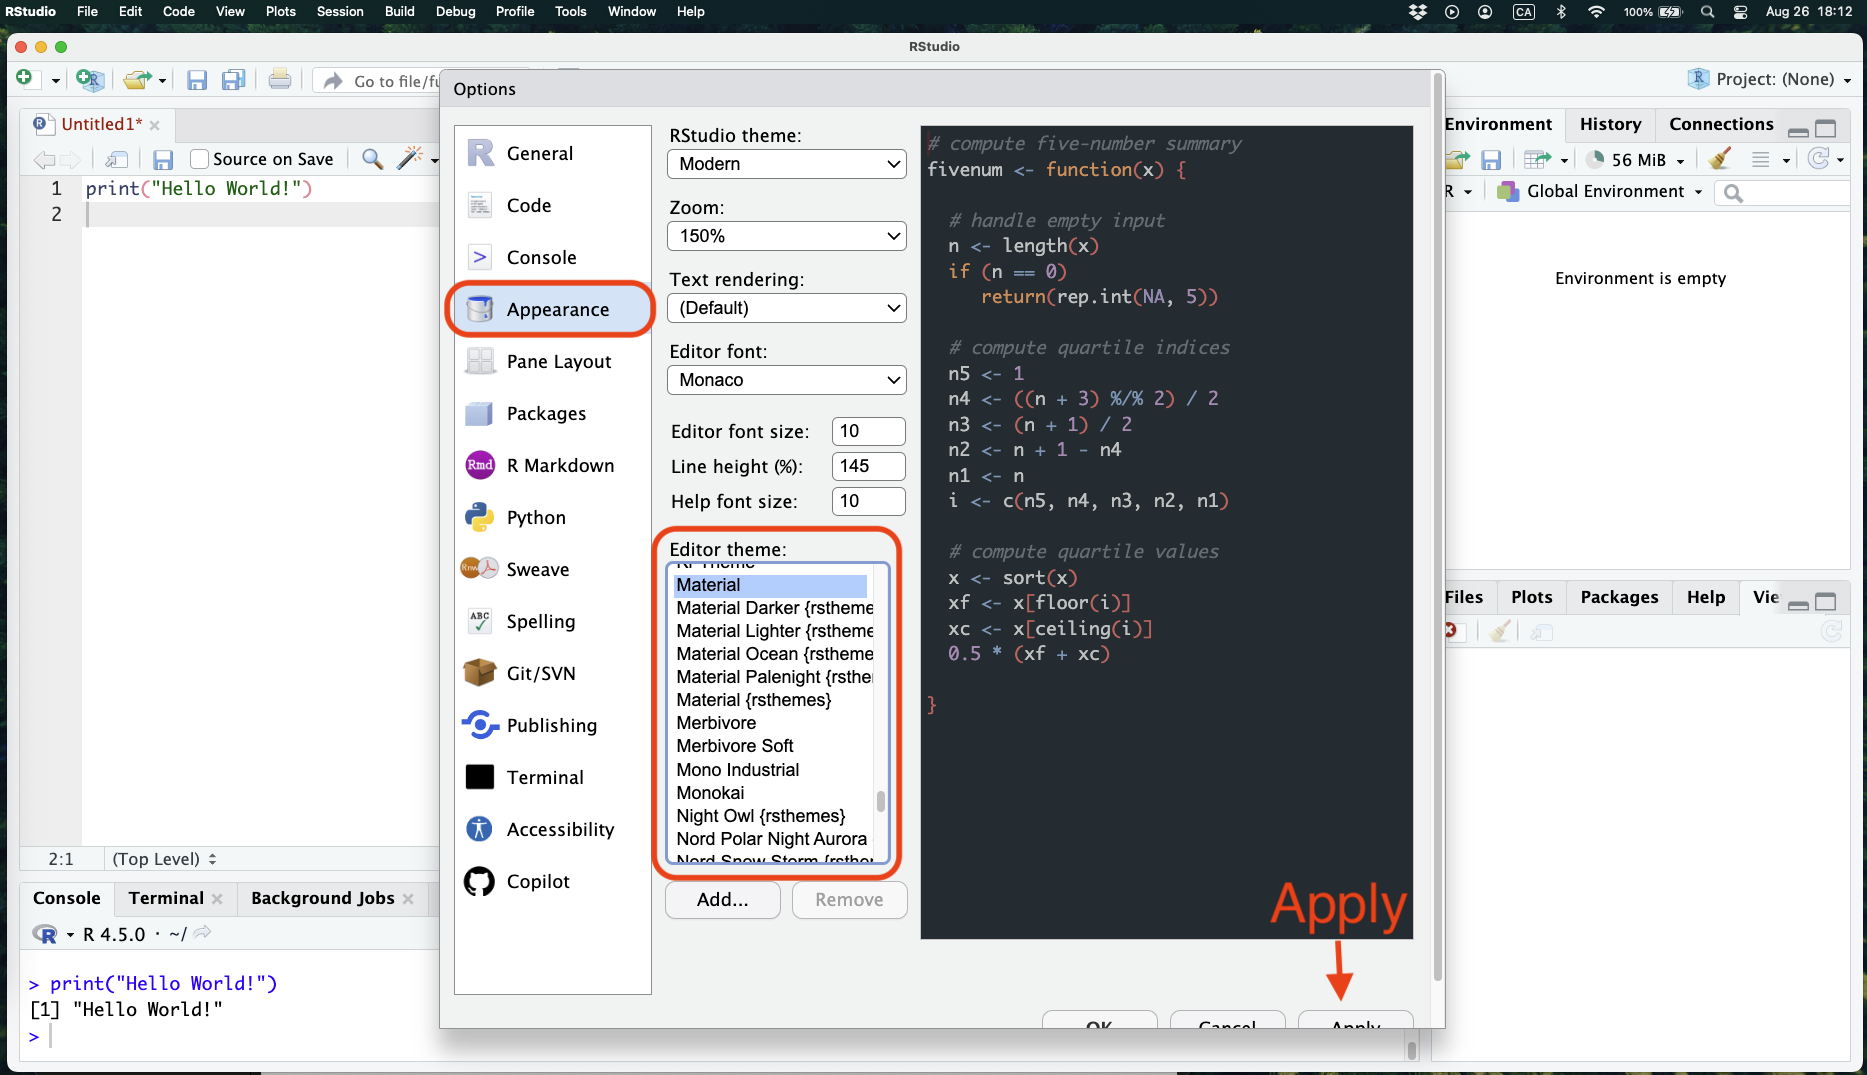 RStudio File Edit Code View Plots Session Build Debug Profile Tools Window Help CA 100% Aug 26 18:12
RStudio
Go to file/fu
Project: (None)
Untitled1*
Source on Save
1 print("Hello World!")
2
2:1 (Top Level)
Console Terminal Background Jobs
R 4.5.0 · ~/
> print("Hello World!")
[1] "Hello World!"
>
Options
General
Code
Console
Appearance
Pane Layout
Packages
Rmd R Markdown
Python
Rnw Sweave
ABC Spelling
Git/SVN
Publishing
Terminal
Accessibility
Copilot
RStudio theme:
Modern
Zoom:
150%
Text rendering:
(Default)
Editor font:
Monaco
Editor font size: 10
Line height (%): 145
Help font size: 10
Editor theme:
Material
Material Darker {rstheme
Material Lighter {rstheme
Material Ocean {rstheme
Material Palenight {rsthe
Material {rsthemes}
Merbivore
Merbivore Soft
Mono Industrial
Monokai
Night Owl {rsthemes}
Nord Polar Night Aurora
Nord Snow Storm {rsthe
Add... Remove
# compute five-number summary
fivenum <- function(x) {
# handle empty input
n <- length(x)
if (n == 0)
return(rep.int(NA, 5))
# compute quartile indices
n5 <- 1
n4 <- ((n + 3) %/% 2) / 2
n3 <- (n + 1) / 2
n2 <- n + 1 - n4
n1 <- n
i <- c(n5, n4, n3, n2, n1)
# compute quartile values
x <- sort(x)
xf <- x[floor(i)]
xc <- x[ceiling(i)]
0.5 * (xf + xc)
}
Apply
OK Cancel Apply
Environment History Connections
56 MiB
R Global Environment
Environment is empty
Files Plots Packages Help Vie